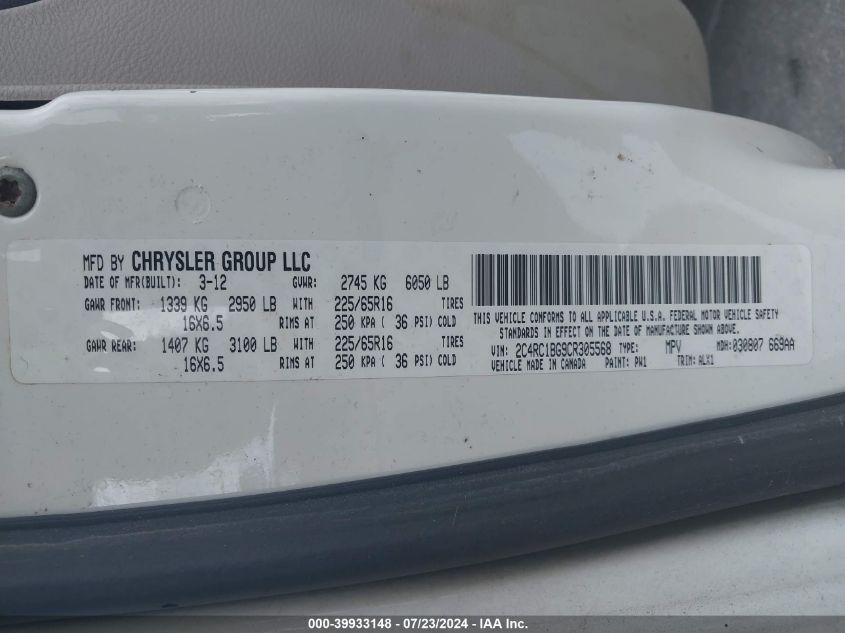 MFD BY CHRYSLER GROUP LLC
DATE OF MFR(BUILT): 3-12 GVWR: 2745 KG 6050 LB
GAWR FRONT: 1339 KG 2950 LB WITH 225/65R16 TIRES
16X6.5 RIMS AT 250 KPA ( 36 PSI) COLD
GAWR REAR: 1407 KG 3100 LB WITH 225/65R16 TIRES
16X6.5 RIMS AT 250 KPA ( 36 PSI) COLD
THIS VEHICLE CONFORMS TO ALL APPLICABLE U.S.A. FEDERAL MOTOR VEHICLE SAFETY
STANDARDS IN EFFECT ON THE DATE OF MANUFACTURE SHOWN ABOVE.
VIN: 2C4RC1BG9CR305568 TYPE: MPV MDH: 030807 669AA
VEHICLE MADE IN CANADA PAINT: PW1 TRIM: ALX1
000-39933148 - 07/23/2024 - IAA Inc.